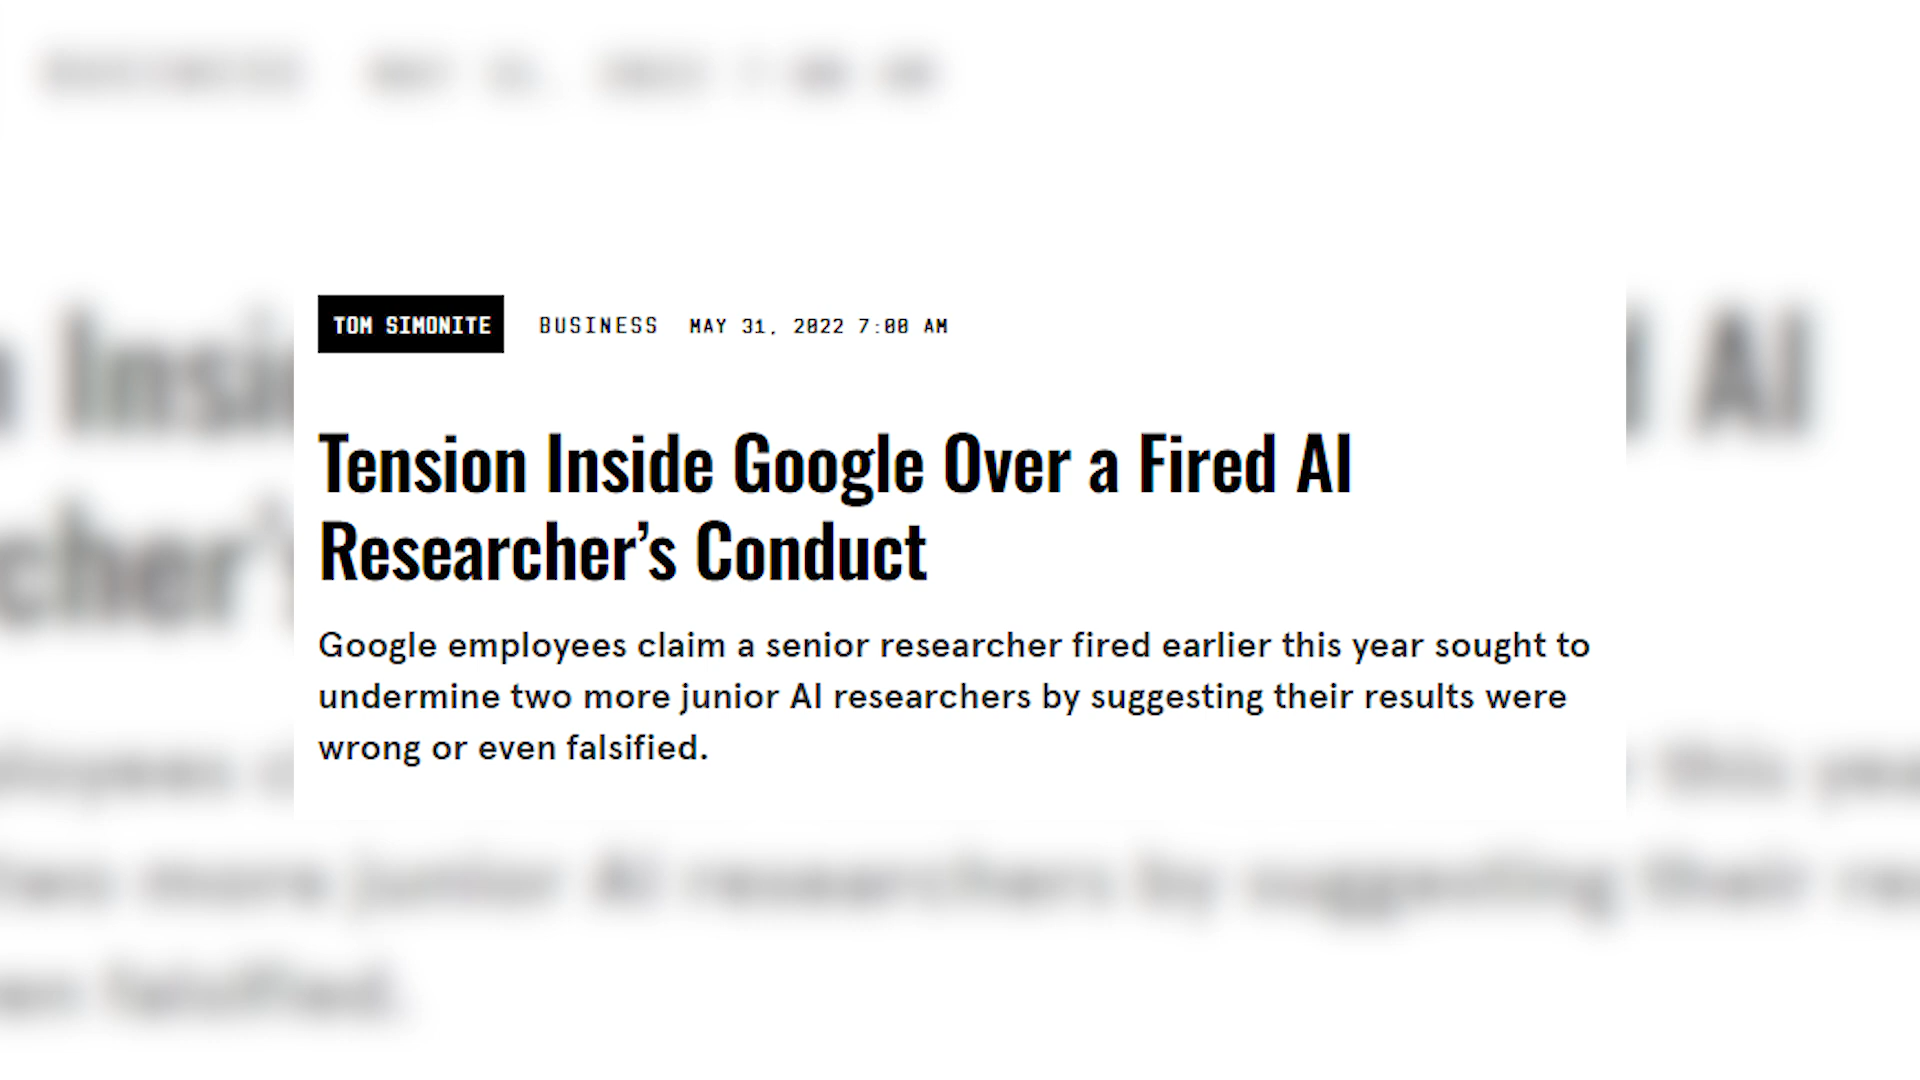 TOM SIMONITE BUSINESS MAY 31, 2022 7:00 AM
Tension Inside Google Over a Fired AI
Researcher’s Conduct
Google employees claim a senior researcher fired earlier this year sought to
undermine two more junior AI researchers by suggesting their results were
wrong or even falsified.